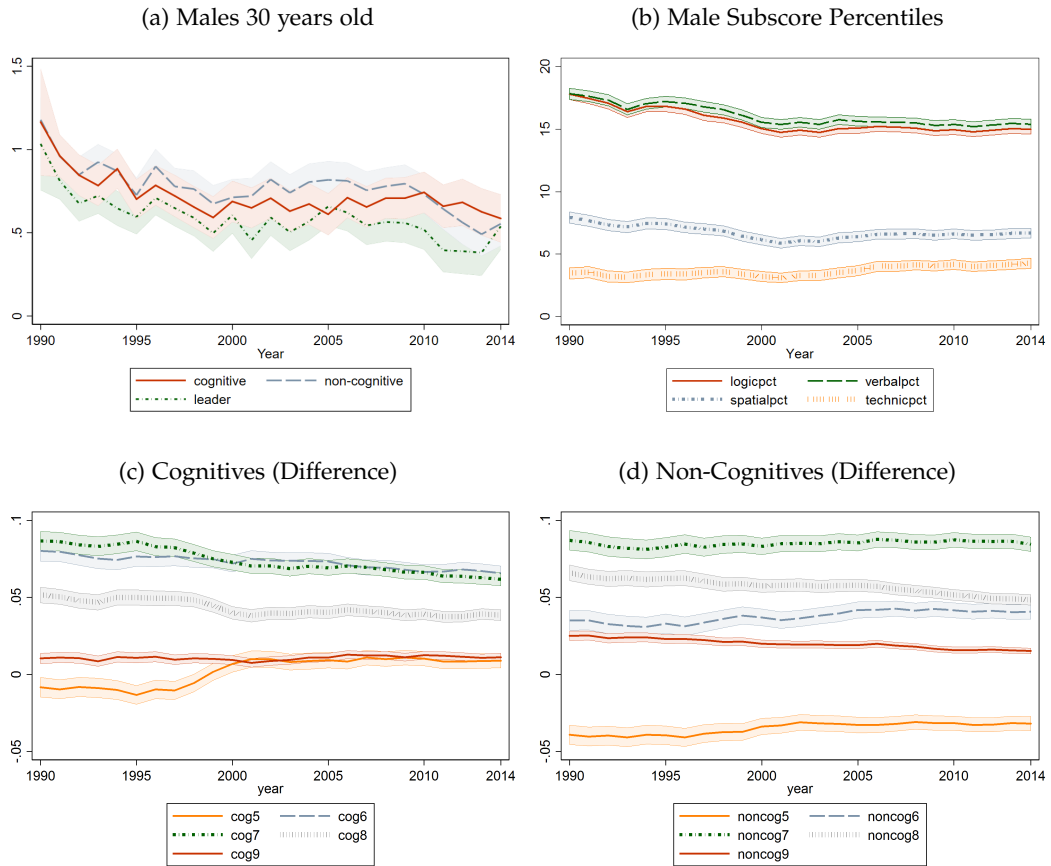 (a) Males 30 years old
1.5
1
.5
0
1990 1995 2000 2005 2010 2014
Year
cognitive non-cognitive
leader
(b) Male Subscore Percentiles
20
15
10
5
0
1990 1995 2000 2005 2010 2014
Year
logicpct verbalpct
spatialpct technicpct
(c) Cognitives (Difference)
.1
.05
0
-.05
1990 1995 2000 2005 2010 2014
year
cog5 cog6
cog7 cog8
cog9
(d) Non-Cognitives (Difference)
.1
.05
0
-.05
1990 1995 2000 2005 2010 2014
year
noncog5 noncog6
noncog7 noncog8
noncog9